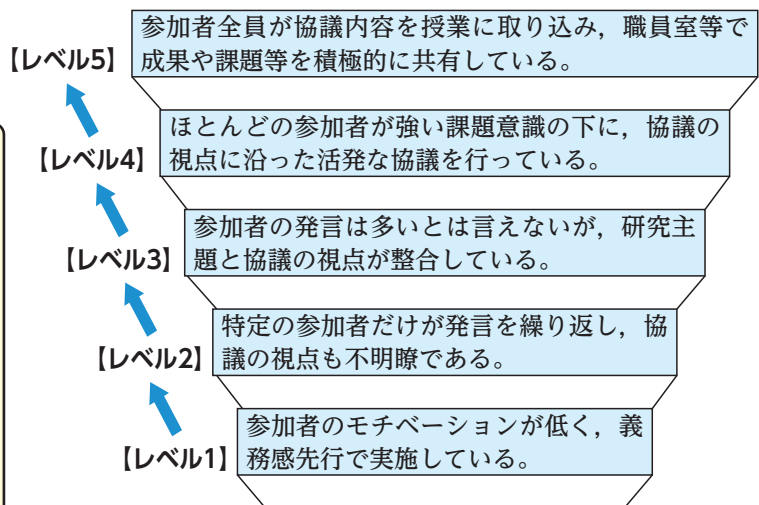 参加者全員が協議内容を授業に取り込み，職員室等で
【レベル5】成果や課題等を積極的に共有している。
ほとんどの参加者が強い課題意識の下に，協議の
【レベル4】視点に沿った活発な協議を行っている。
参加者の発言は多いとは言えないが，研究主
【レベル3】題と協議の視点が整合している。
特定の参加者だけが発言を繰り返し，協
【レベル2】議の視点も不明瞭である。
参加者のモチベーションが低く，義
【レベル1】務感先行で実施している。